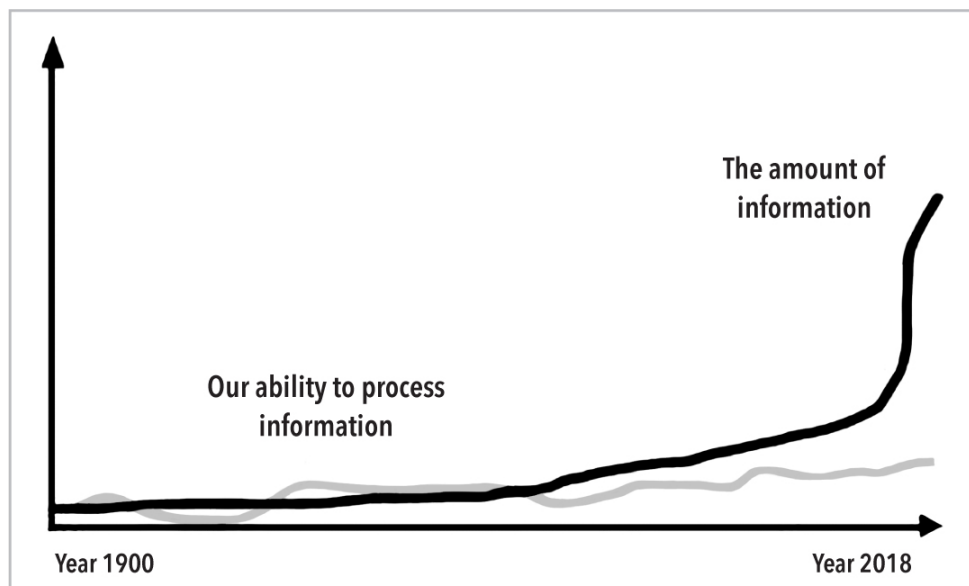 The amount of
information
Our ability to process
information
Year 1900
Year 2018